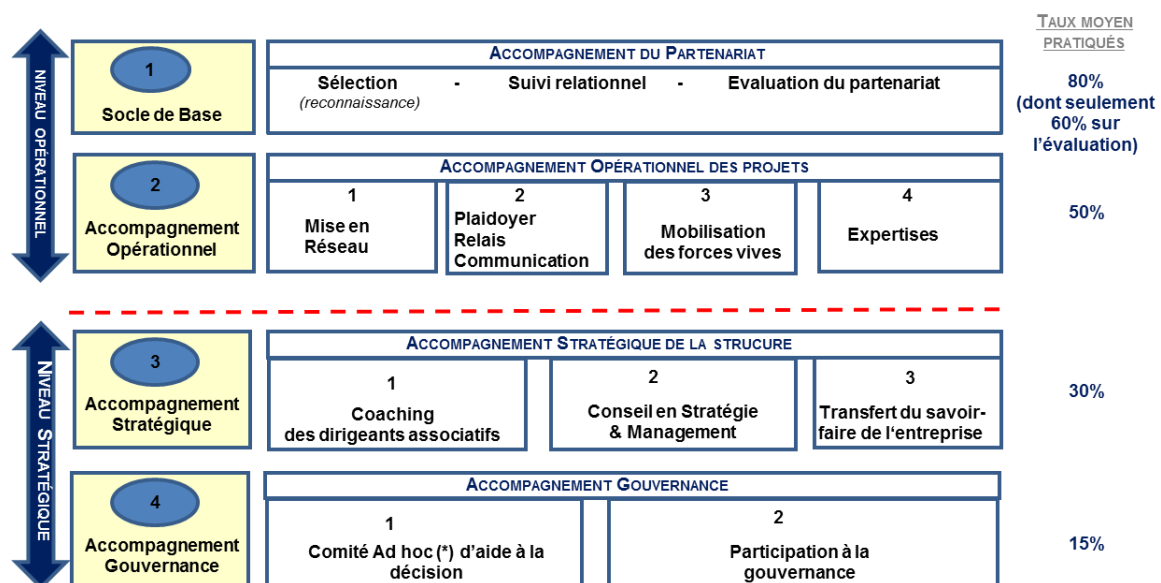 TAUX MOYEN
PRATIQUÉS
NIVEAU OPÉRATIONNEL
1
Socle de Base
ACCOMPAGNEMENT DU PARTENARIAT
Sélection - Suivi relationnel - Evaluation du partenariat
(reconnaissance)
80%
(dont seulement
60% sur
l'évaluation)
2
Accompagnement
Opérationnel
ACCOMPAGNEMENT OPÉRATIONNEL DES PROJETS
1
Mise en
Réseau
2
Plaidoyer
Relais
Communication
3
Mobilisation
des forces vives
4
Expertises
50%
NIVEAU STRATÉGIQUE
3
Accompagnement
Stratégique
ACCOMPAGNEMENT STRATÉGIQUE DE LA STRUCURE
1
Coaching
des dirigeants associatifs
2
Conseil en Stratégie
& Management
3
Transfert du savoir-
faire de l'entreprise
30%
4
Accompagnement
Gouvernance
ACCOMPAGNEMENT GOUVERNANCE
1
Comité Ad hoc (*) d'aide à la
décision
2
Participation à la
gouvernance
15%